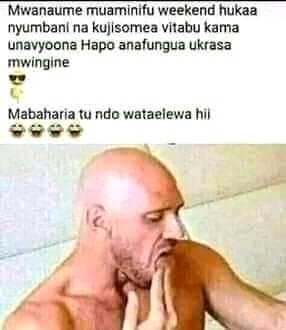 Mwanaume muaminifu weekend hukaa
nyumbani na kujisomea vitabu kama
unavyoona Hapo anafungua ukrasa
mwingine
😎
👇
Mabaharia tu ndo wataelewa hii
😂😂😂😂